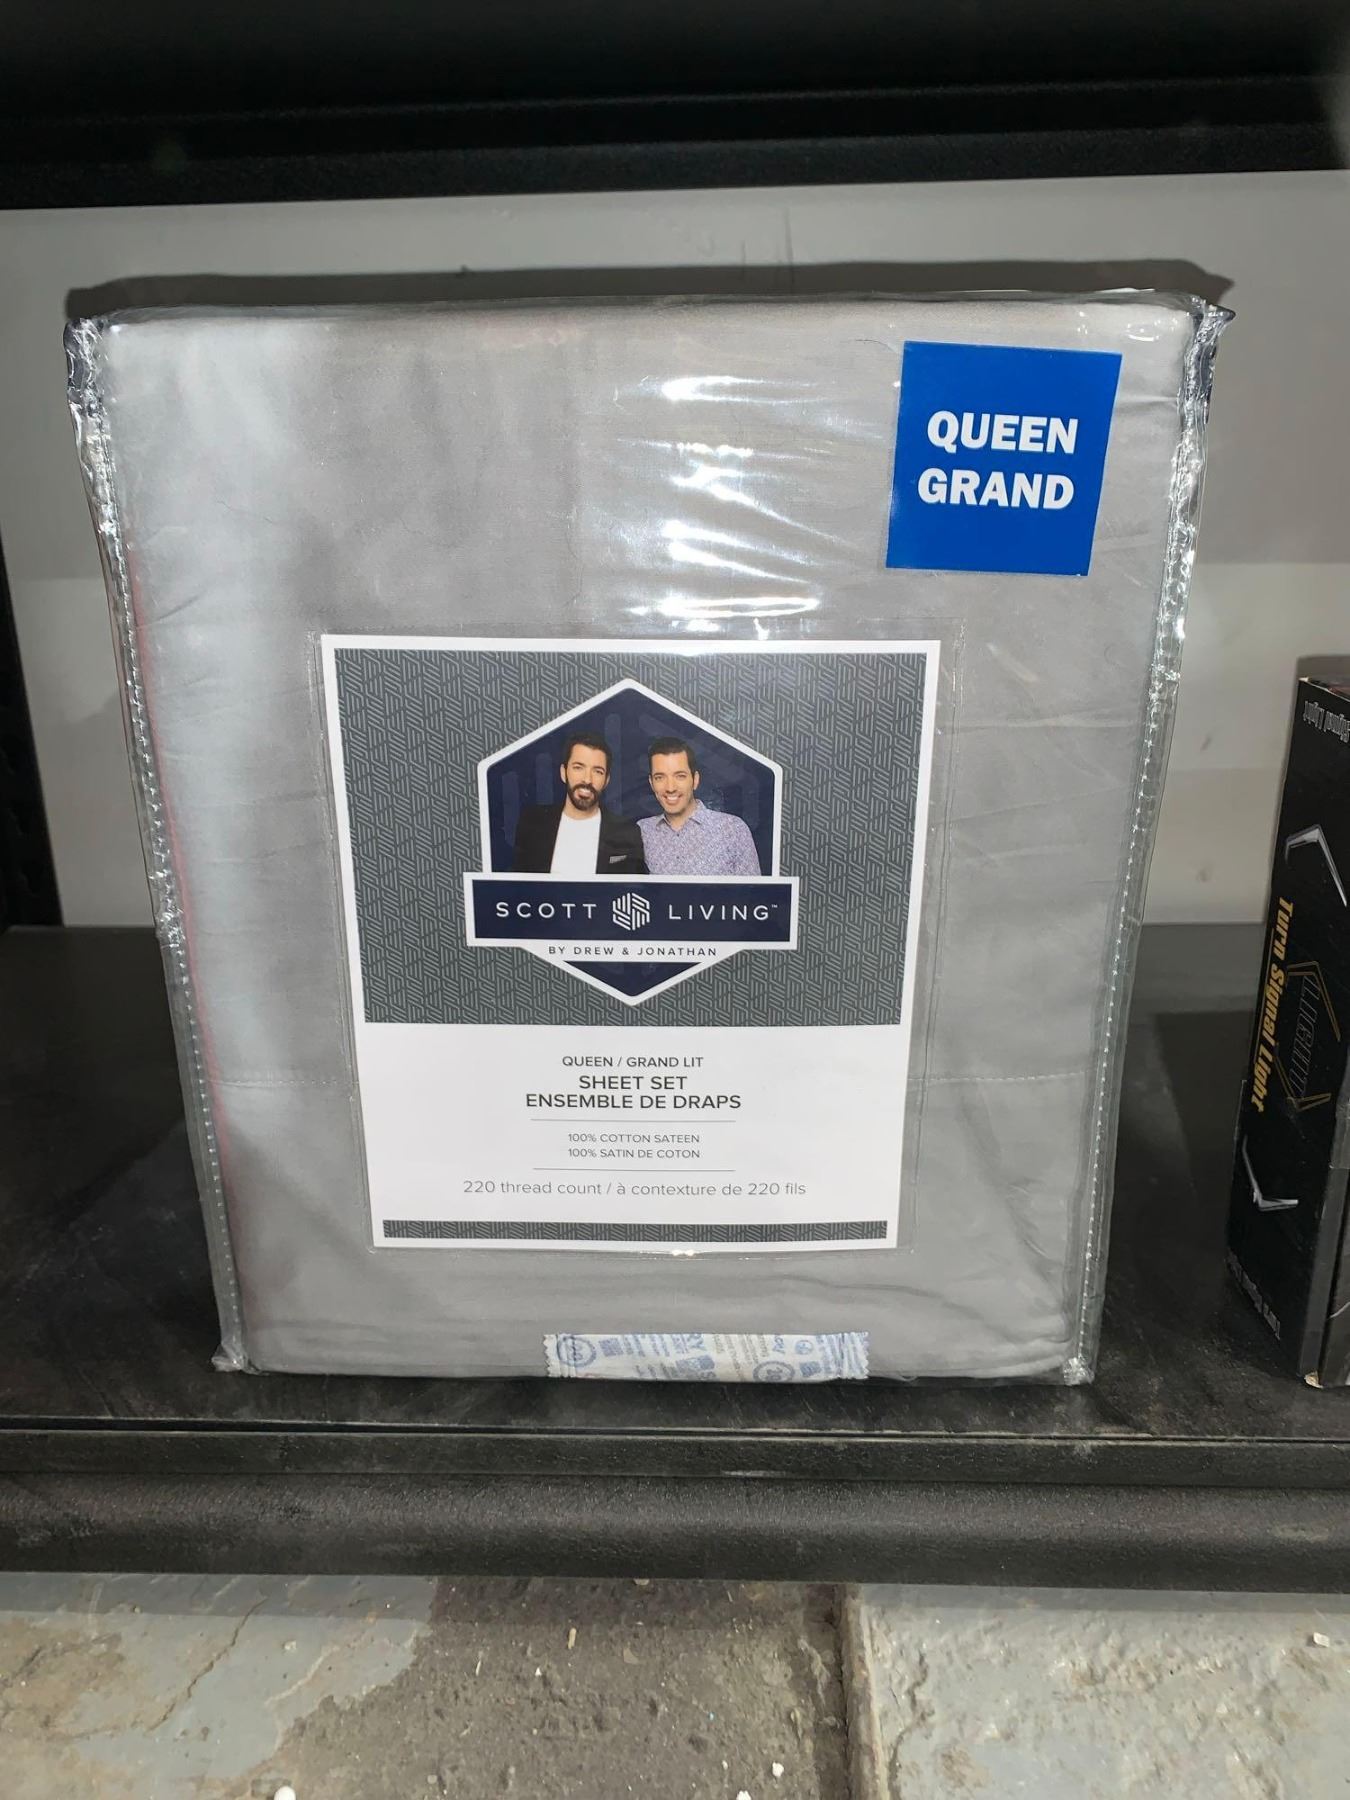 QUEEN
GRAND
SCOTT LIVING™
BY DREW & JONATHAN
QUEEN / GRAND LIT
SHEET SET
ENSEMBLE DE DRAPS
100% COTTON SATEEN
100% SATIN DE COTON
220 thread count / à contexture de 220 fils
Turn Signal Light